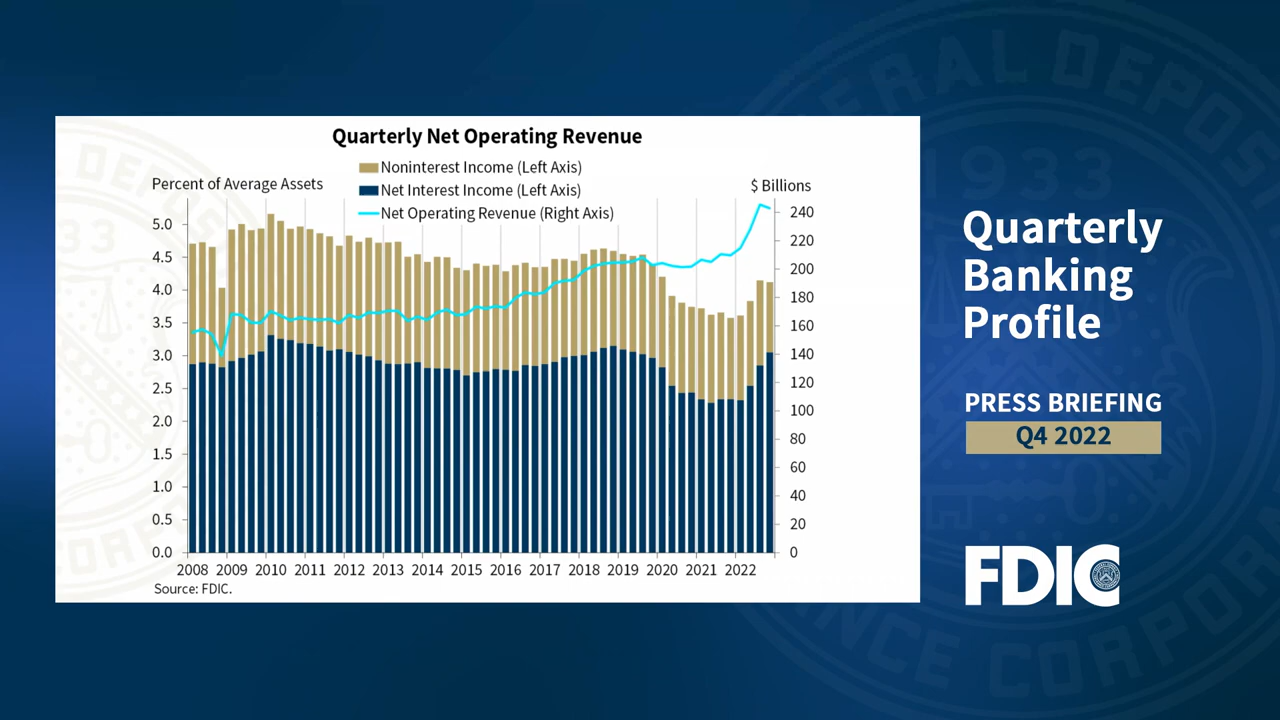 Quarterly Net Operating Revenue
Noninterest Income (Left Axis)
Percent of Average Assets
Net Interest Income (Left Axis)
$ Billions
Net Operating Revenue (Right Axis)
5.0
4.5
4.0
3.5
3.0
2.5
2.0
1.5
1.0
0.5
0.0
240
220
200
180
160
140
120
100
80
60
40
20
0
2008 2009 2010 2011 2012 2013 2014 2015 2016 2017 2018 2019 2020 2021 2022
Source: FDIC.
Quarterly
Banking
Profile
PRESS BRIEFING
Q4 2022
FDIC
1933